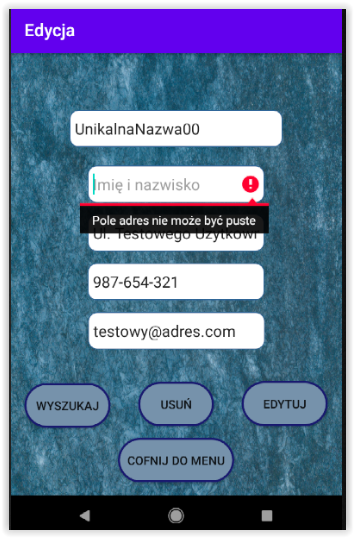 Edycja
UnikalnaNazwa00
Imię i nazwisko
Pole adres nie może być puste
Ul. Testowego Użytkowi
987-654-321
testowy@adres.com
WYSZUKAJ USUŃ EDYTUJ
COFNIJ DO MENU